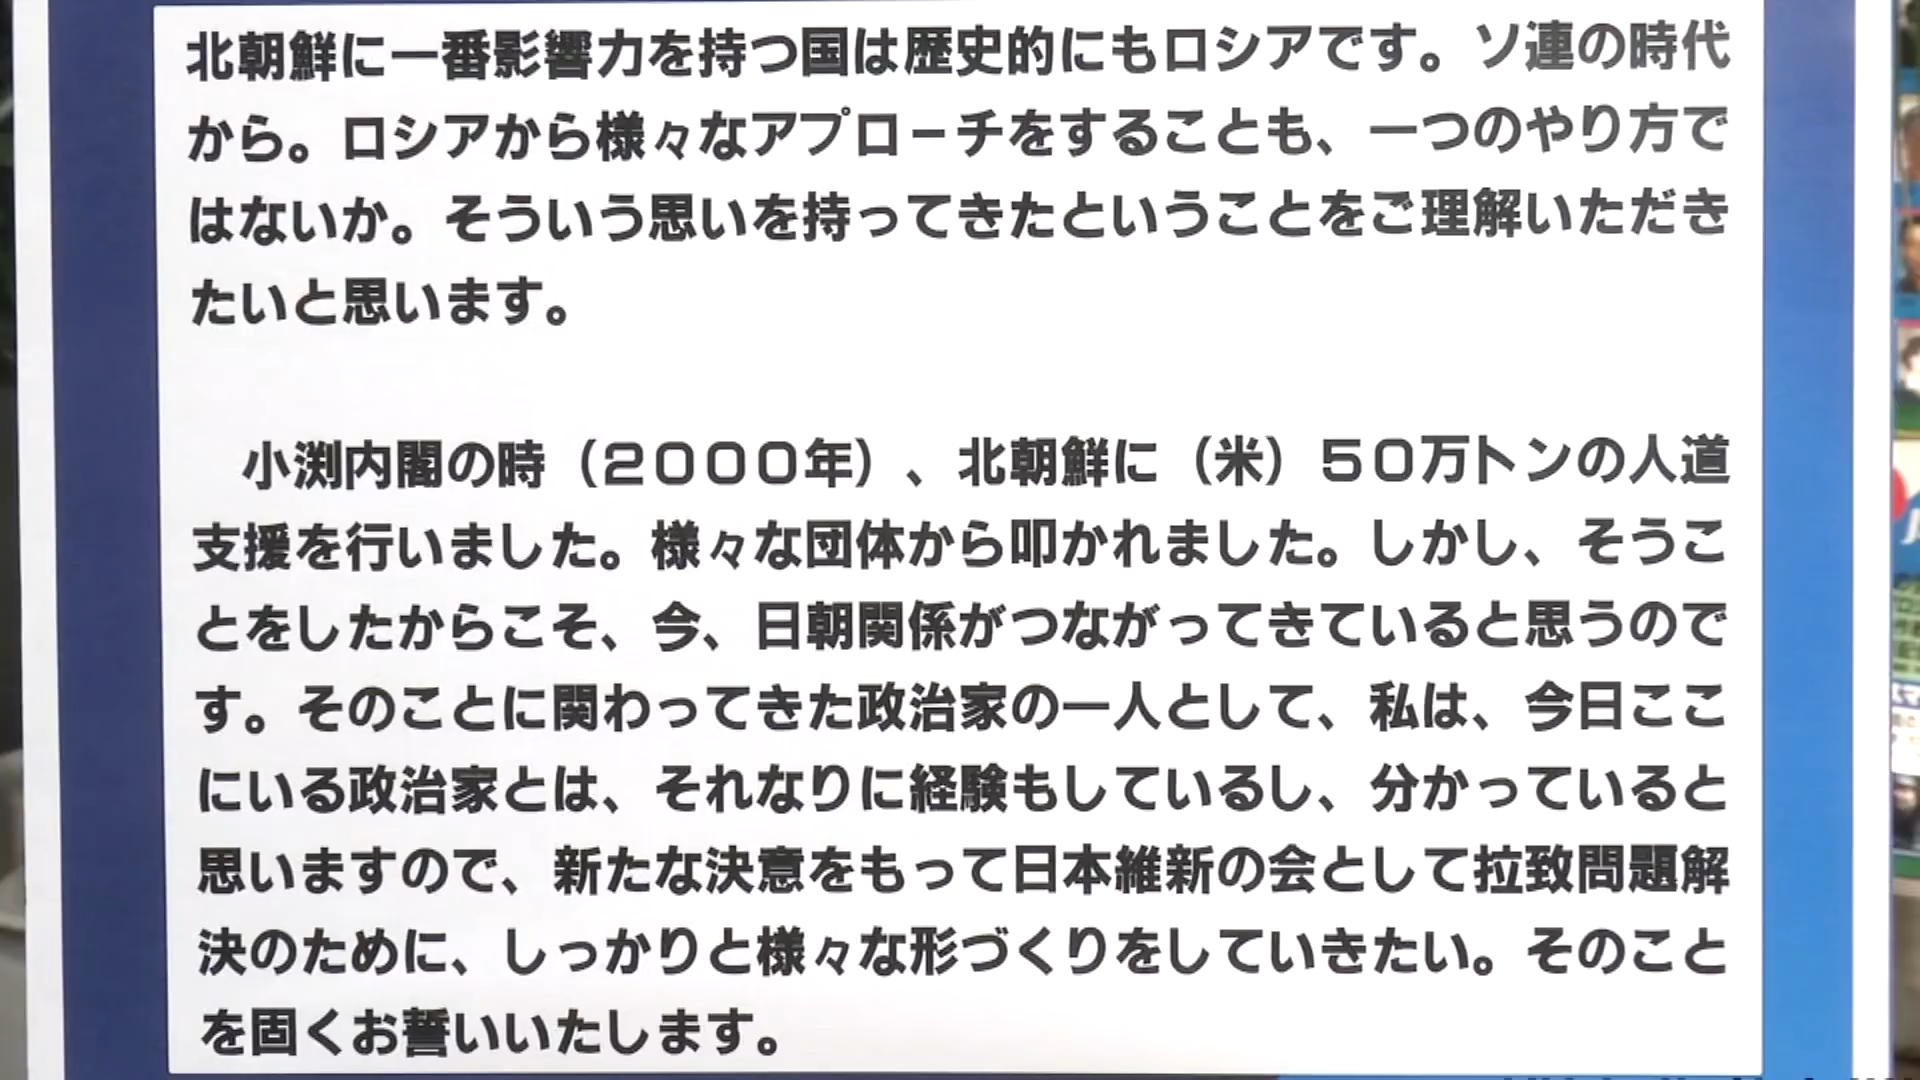 北朝鮮に一番影響力を持つ国は歴史的にもロシアです。ソ連の時代
から。ロシアから様々なアプローチをすることも、一つのやり方で
はないか。そういう思いを持ってきたということをご理解いただき
たいと思います。
小渕内閣の時（２０００年）、北朝鮮に（米）５０万トンの人道
支援を行いました。様々な団体から叩かれました。しかし、そうこ
とをしたからこそ、今、日朝関係がつながってきていると思うので
す。そのことに関わってきた政治家の一人として、私は、今日ここ
にいる政治家とは、それなりに経験もしているし、分かっていると
思いますので、新たな決意をもって日本維新の会として拉致問題解
決のために、しっかりと様々な形づくりをしていきたい。そのこと
を固くお誓いいたします。